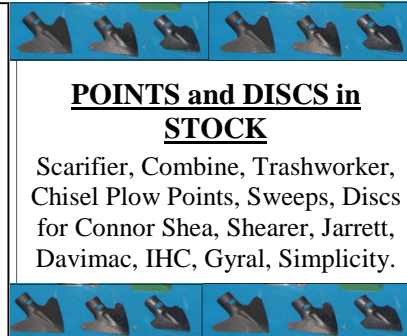 POINTS and DISCS in
STOCK
Scarifier, Combine, Trashworker,
Chisel Plow Points, Sweeps, Discs
for Connor Shea, Shearer, Jarrett,
Davimac, IHC, Gyral, Simplicity.